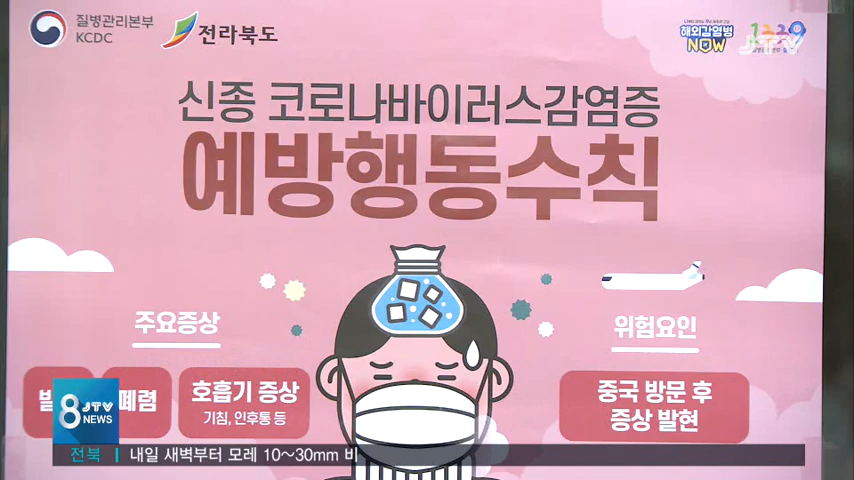 질병관리본부
KCDC
전라북도
해외감염병
NOW
JTV
신종 코로나바이러스감염증
예방행동수칙
주요증상
위험요인
폐렴
호흡기 증상
기침, 인후통 등
중국 방문 후
증상 발현
8 JTV
NEWS
전북 | 내일 새벽부터 모레 10~30mm 비